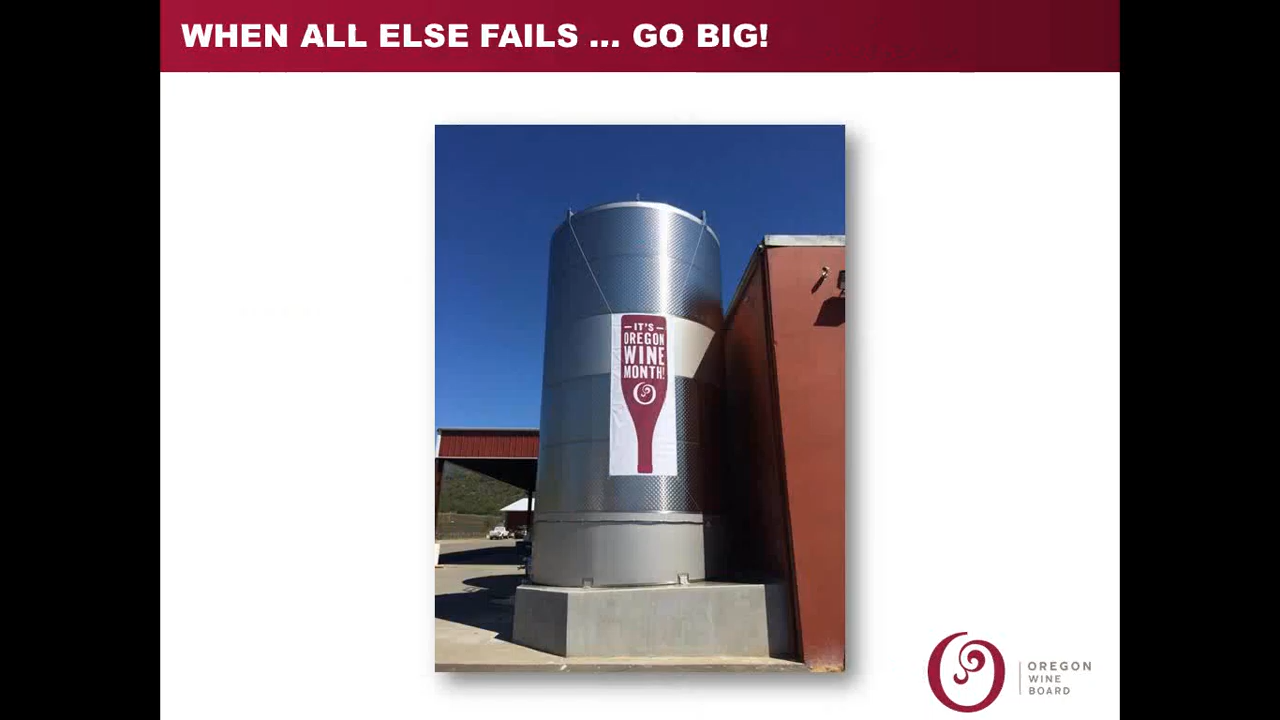 WHEN ALL ELSE FAILS ... GO BIG!
– IT'S –
OREGON
WINE
MONTH!
OREGON
WINE
BOARD